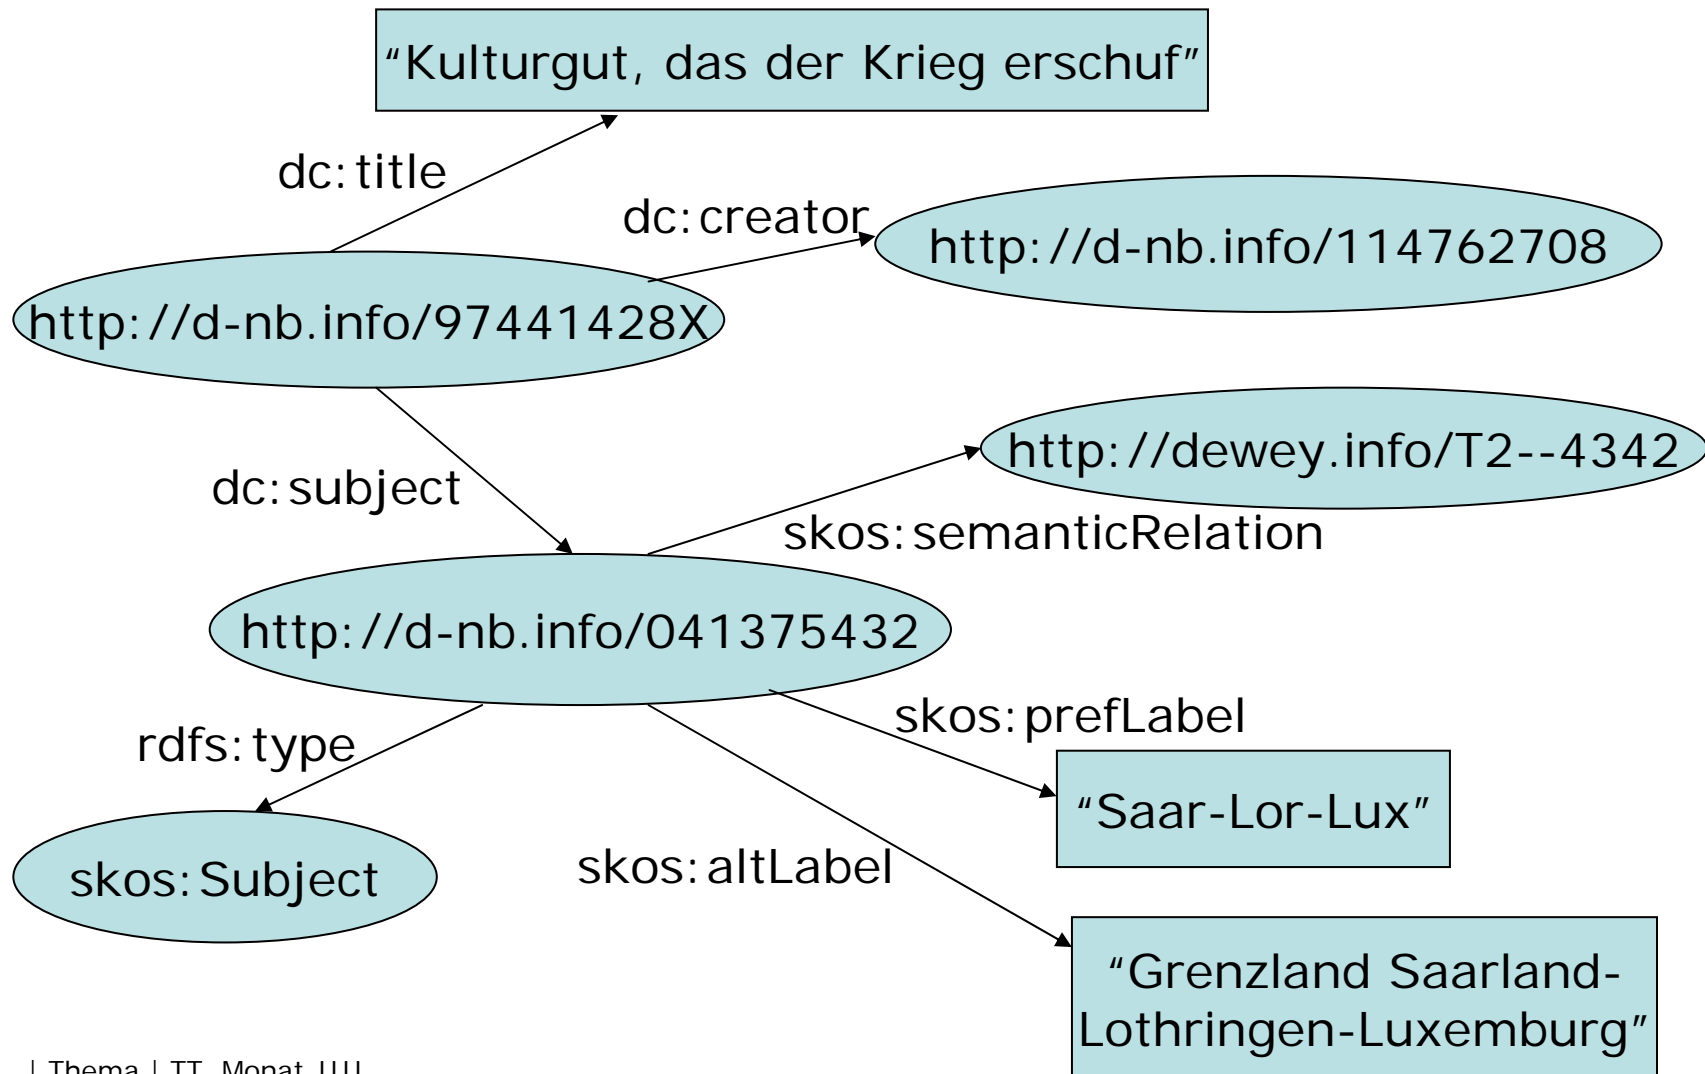 “Kulturgut, das der Krieg erschuf”
dc:title
dc:creator
http://d-nb.info/114762708
http://d-nb.info/97441428X
http://dewey.info/T2--4342
dc:subject
skos:semanticRelation
http://d-nb.info/041375432
skos:prefLabel
rdfs:type
“Saar-Lor-Lux”
skos:altLabel
skos:Subject
“Grenzland Saarland-
Lothringen-Luxemburg”
| Thema | TT. Monat JJJJ